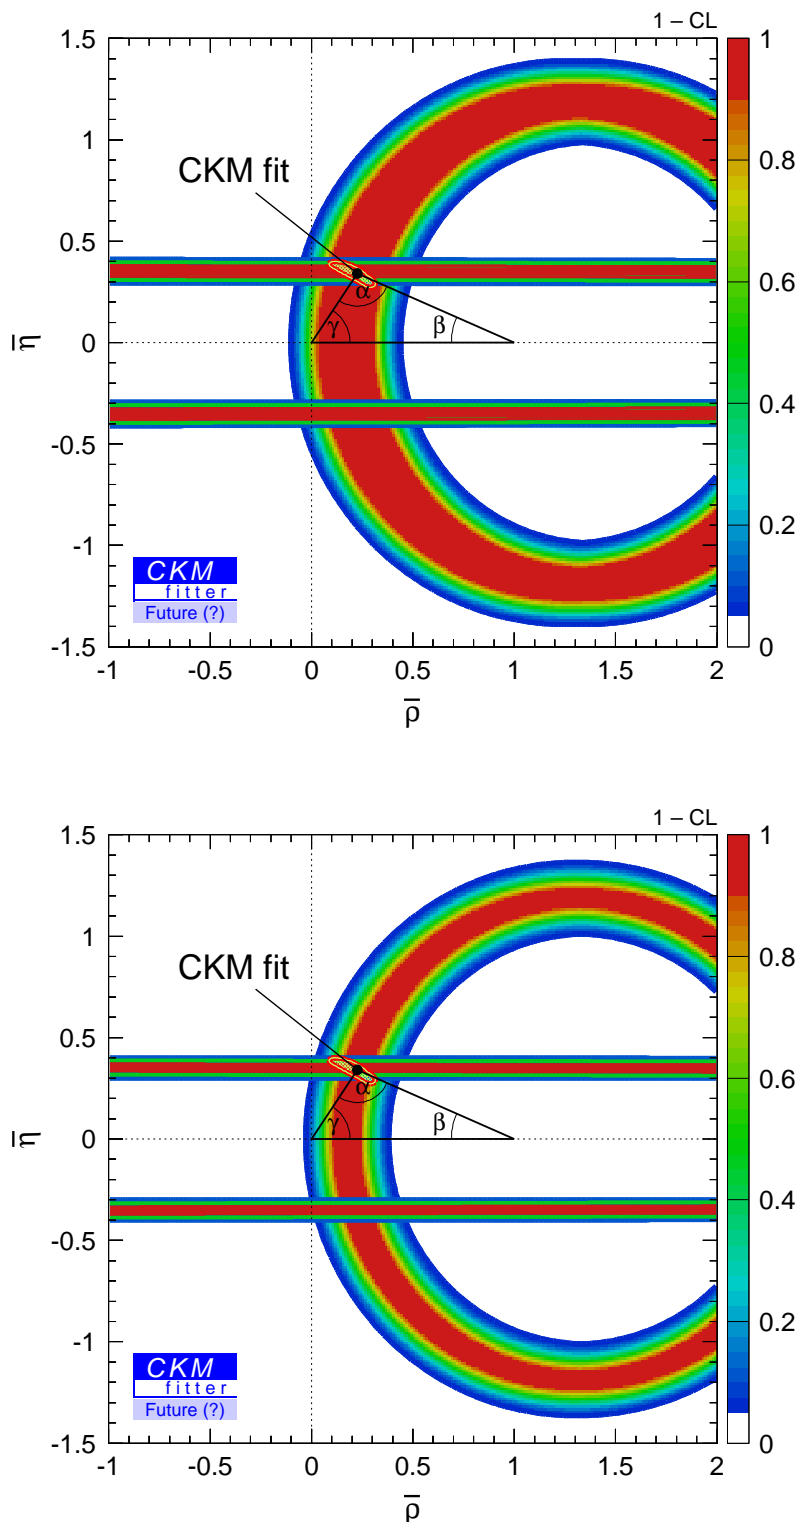 1 – CL
1.5
1
0.5
0
-0.5
-1
-1.5
η
CKM fit
α
γ
β
CKM
fitter
Future (?)
-1 -0.5 0 0.5 1 1.5 2
ρ
1
0.8
0.6
0.4
0.2
0
1 – CL
1.5
1
0.5
0
-0.5
-1
-1.5
η
CKM fit
α
γ
β
CKM
fitter
Future (?)
-1 -0.5 0 0.5 1 1.5 2
ρ
1
0.8
0.6
0.4
0.2
0